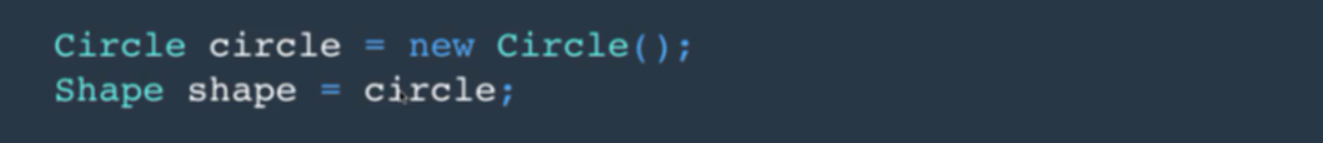 Circle circle = new Circle();
Shape shape = circle;